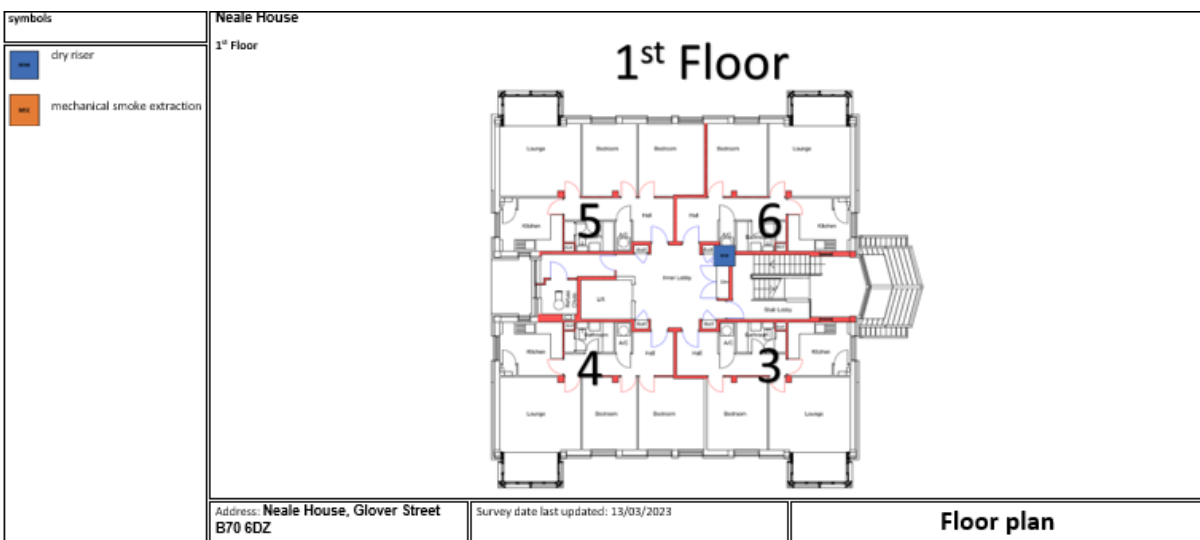 symbols
dry riser
mechanical smoke extraction
Neale House
1st Floor
1st Floor
Lounge
Bedroom
Bedroom
Bedroom
Lounge
Kitchen
5
A/C
Hall
Hall
A/C
6
Kitchen
Inner Lobby
Lift
Refuse
Stair Lobby
Kitchen
Bathroom
4
A/C
Hall
Hall
A/C
3
Kitchen
Lounge
Bedroom
Bedroom
Bedroom
Lounge
Address: Neale House, Glover Street
B70 6DZ
Survey date last updated: 13/03/2023
Floor plan